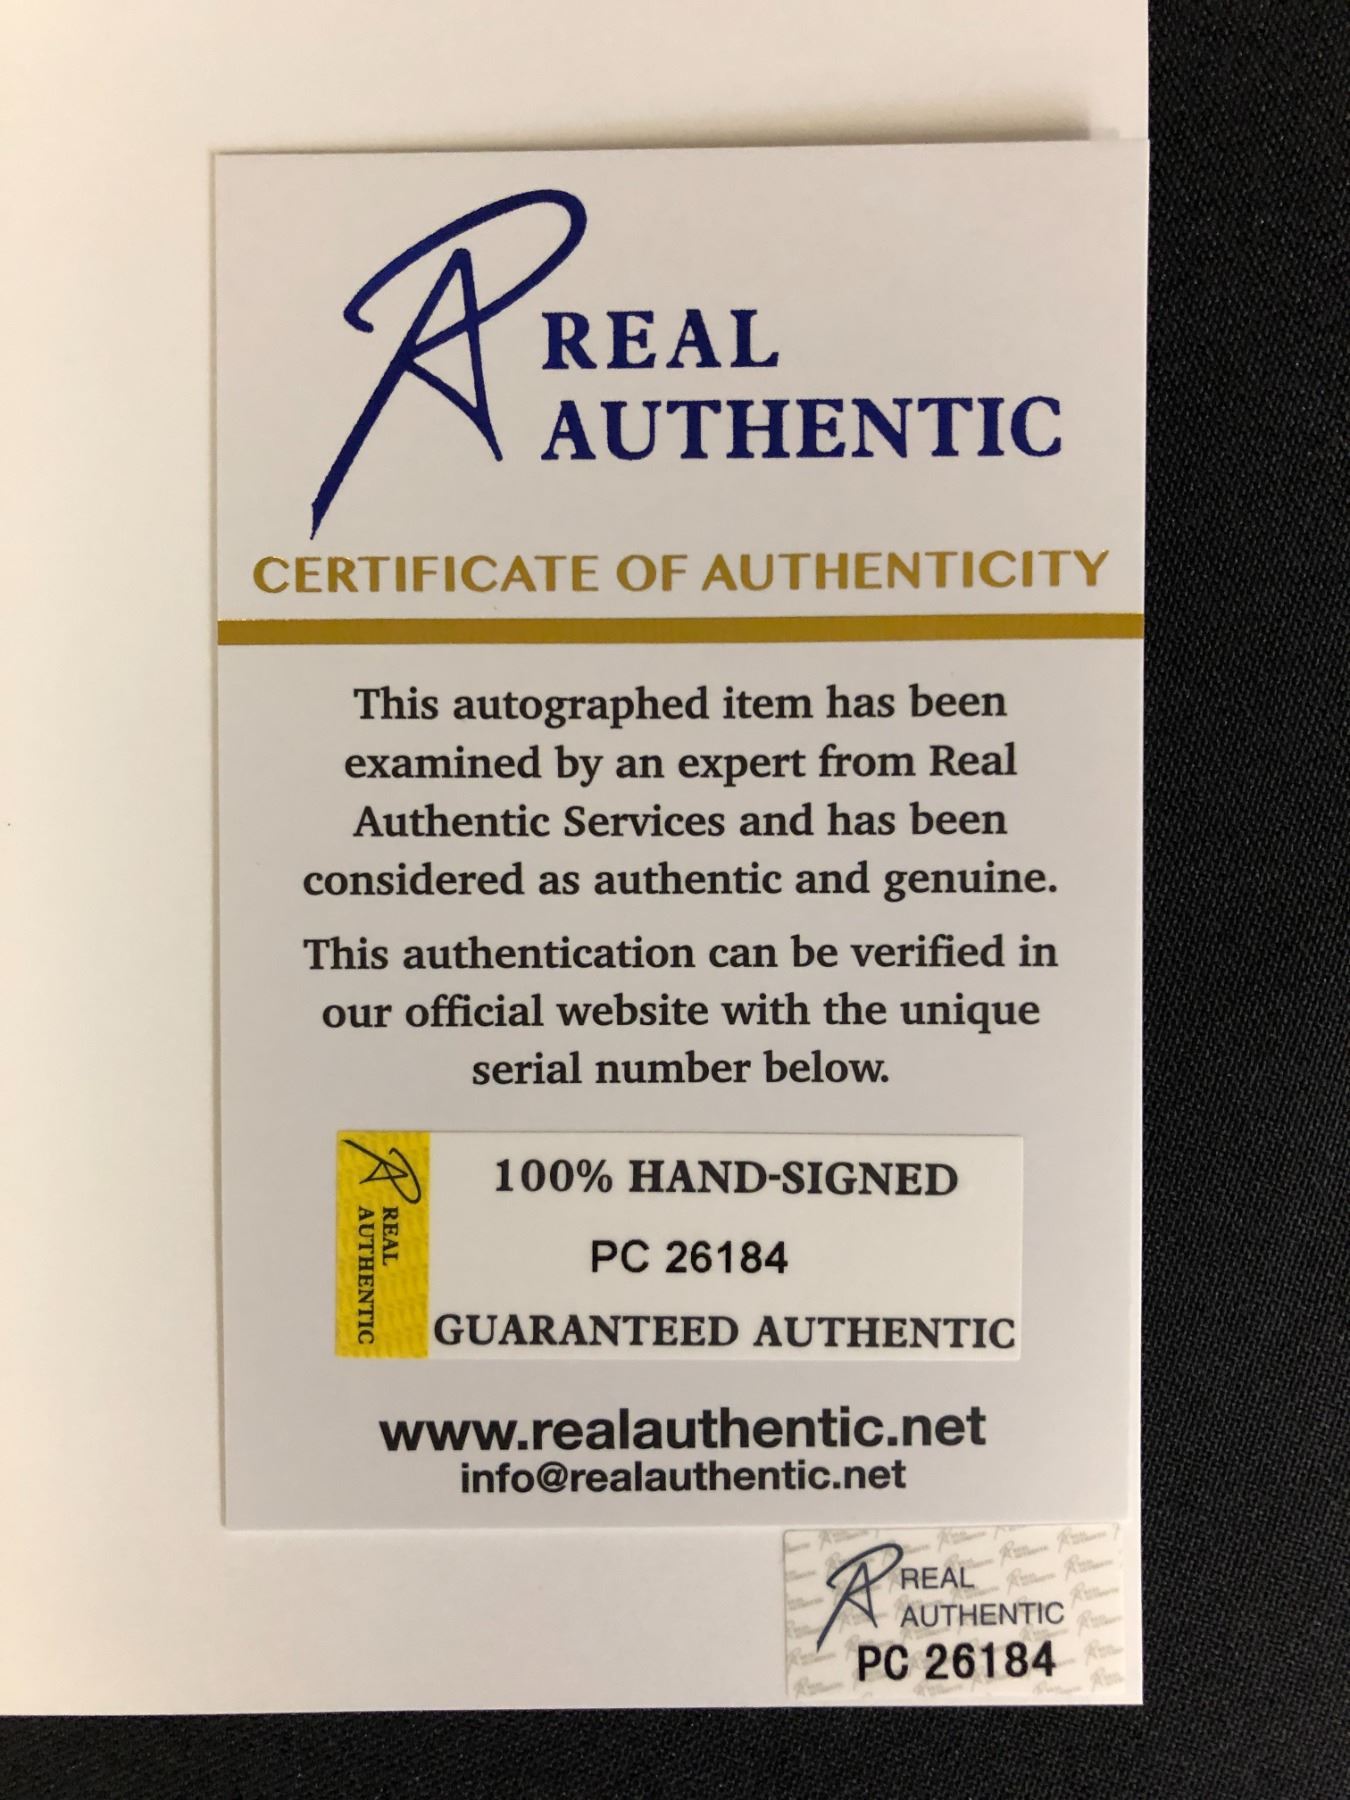 REAL
AUTHENTIC
CERTIFICATE OF AUTHENTICITY
This autographed item has been
examined by an expert from Real
Authentic Services and has been
considered as authentic and genuine.
This authentication can be verified in
our official website with the unique
serial number below.
REAL
AUTHENTIC
100% HAND-SIGNED
PC 26184
GUARANTEED AUTHENTIC
www.realauthentic.net
info@realauthentic.net
REAL
AUTHENTIC
PC 26184